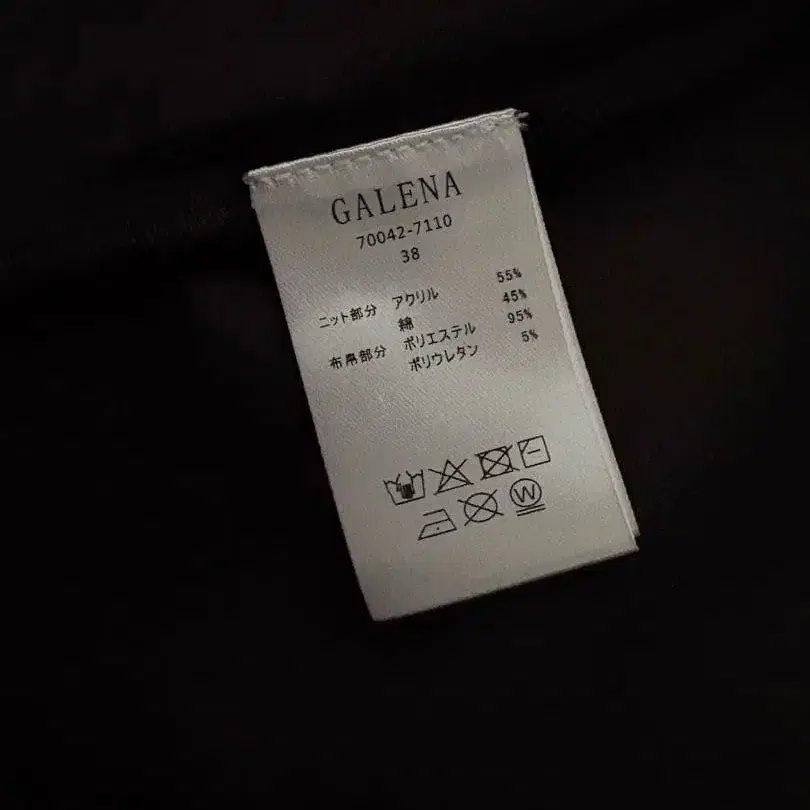 GALENA
70042-7110
38
ニット部分 アクリル 55%
綿 45%
布帛部分 ポリエステル 95%
ポリウレタン 5%
W